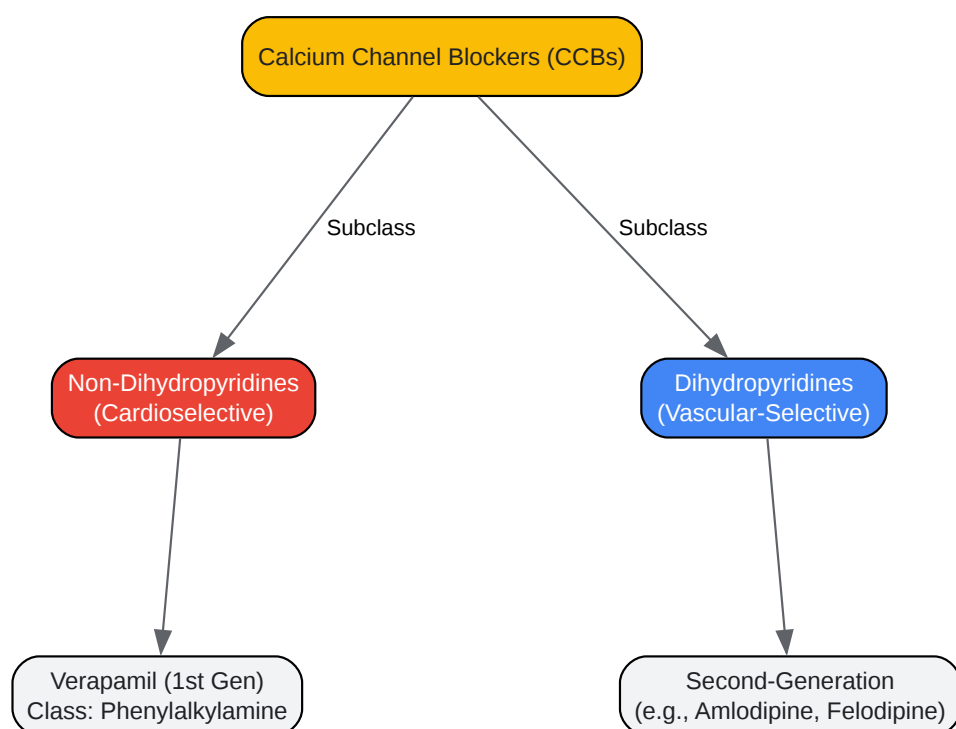 Calcium Channel Blockers (CCBs)
Subclass
Subclass
Non-Dihydropyridines
(Cardioselective)
Dihydropyridines
(Vascular-Selective)
Verapamil (1st Gen)
Class: Phenylalkylamine
Second-Generation
(e.g., Amlodipine, Felodipine)